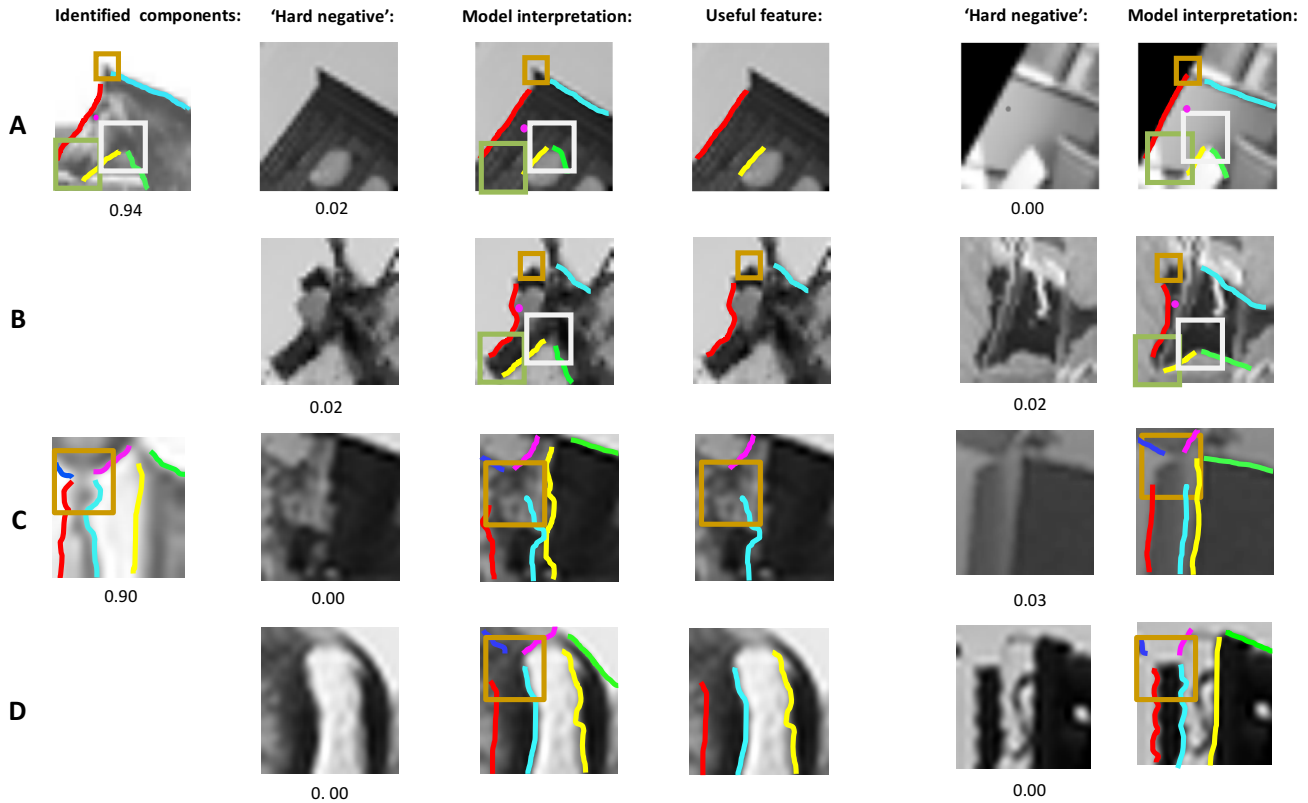 Identified components: 'Hard negative': Model interpretation: Useful feature: 'Hard negative': Model interpretation:
A
0.94 0.02 0.00
B
0.02 0.02
C
0.90 0.00 0.03
D
0. 00 0.00